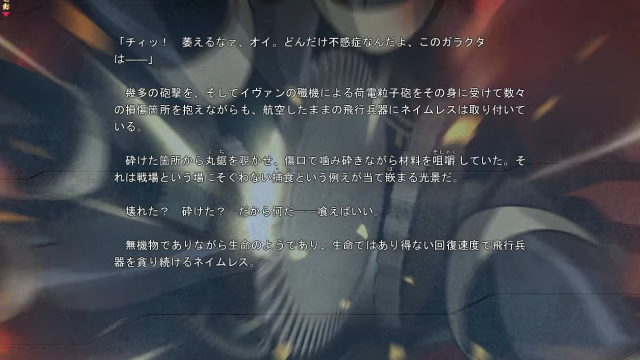 「チィッ！　萎えるなァ、オイ。どんだけ不感症なんだよ、このガラクタ
は――」
幾多の砲撃を、そしてイヴァンの殲機による荷電粒子砲をその身に受けて数々
の損傷箇所を抱えながらも、航空したままの飛行兵器にネイムレスは取り付いて
いる。
砕けた箇所から丸鋸を覗かせ、傷口で噛み砕きながら材料を咀嚼していた。そ
れは戦場という場にそぐわない捕食という例えが当て嵌まる光景だ。
壊れた？　砕けた？　だから何だ――喰えばいい。
無機物でありながら生命のようであり、生命ではあり得ない回復速度で飛行兵
器を貪り続けるネイムレス。